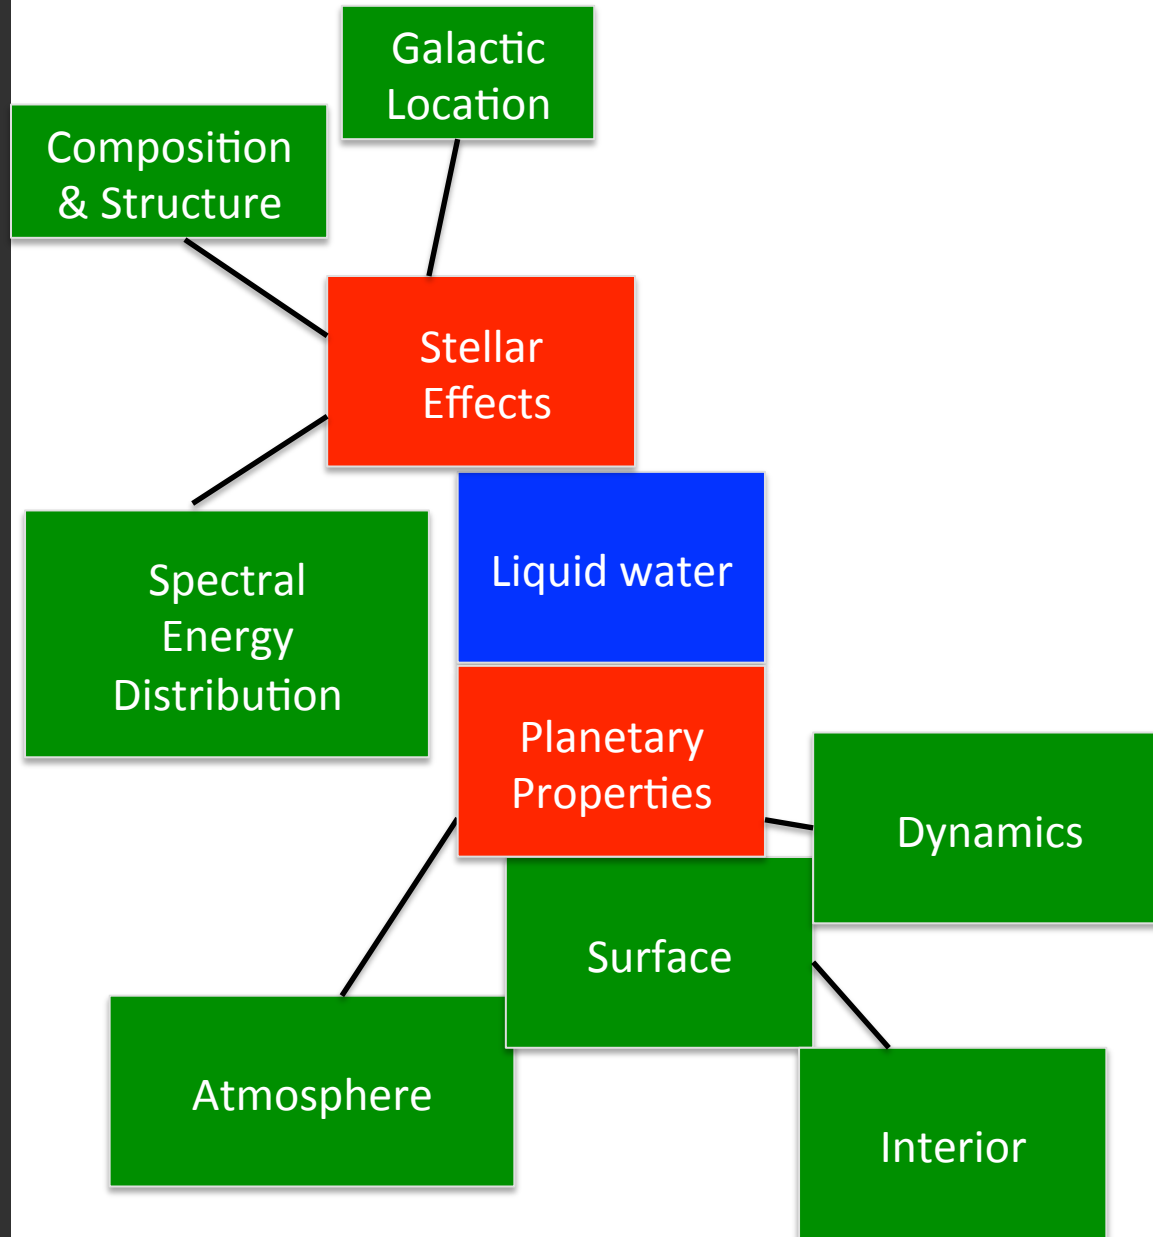 Galactic
Location
Composition
& Structure
Stellar
Effects
Spectral
Energy
Distribution
Liquid water
Planetary
Properties
Dynamics
Surface
Atmosphere
Interior